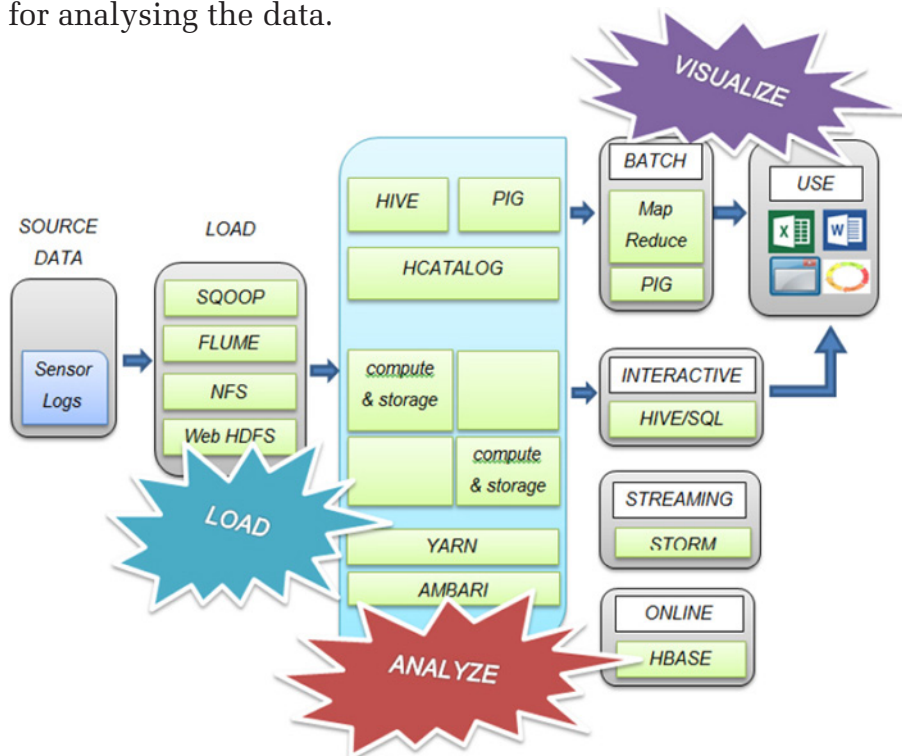 for analysing the data.
VISUALIZE
SOURCE
DATA
Sensor
Logs
LOAD
SQOOP
FLUME
NFS
Web HDFS
LOAD
HIVE
PIG
HCATALOG
compute
& storage
compute
& storage
YARN
AMBARI
ANALYZE
BATCH
Map
Reduce
PIG
INTERACTIVE
HIVE/SQL
STREAMING
STORM
ONLINE
HBASE
USE
X
W